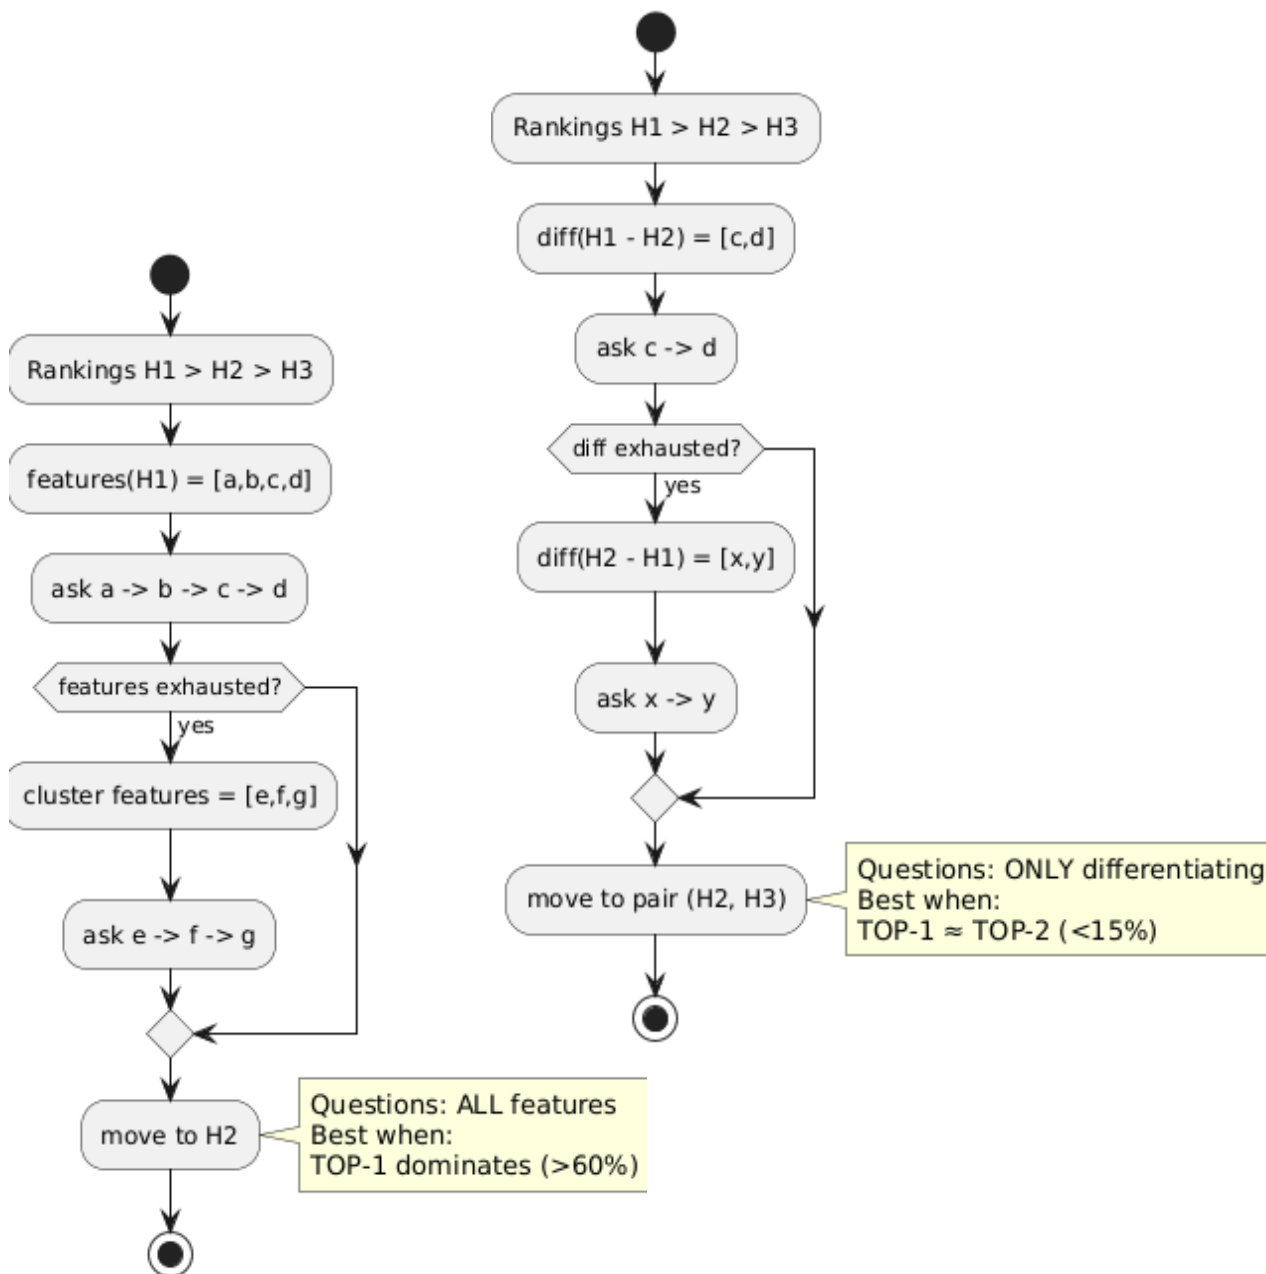 Rankings H1 > H2 > H3
features(H1) = [a,b,c,d]
ask a -> b -> c -> d
features exhausted?
yes
cluster features = [e,f,g]
ask e -> f -> g
move to H2
Questions: ALL features
Best when:
TOP-1 dominates (>60%)
Rankings H1 > H2 > H3
diff(H1 - H2) = [c,d]
ask c -> d
diff exhausted?
yes
diff(H2 - H1) = [x,y]
ask x -> y
move to pair (H2, H3)
Questions: ONLY differentiating
Best when:
TOP-1 ≈ TOP-2 (<15%)